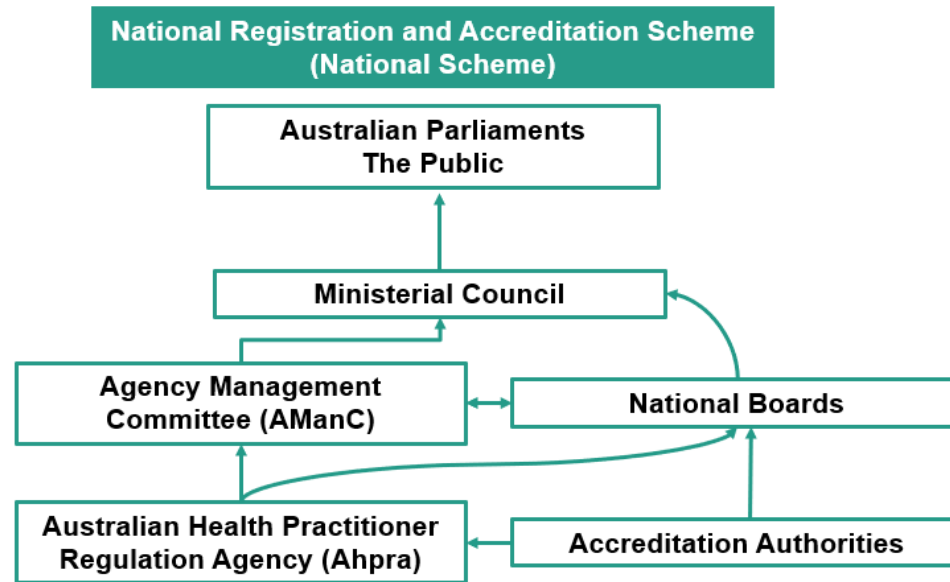 National Registration and Accreditation Scheme
(National Scheme)
Australian Parliaments
The Public
Ministerial Council
Agency Management
Committee (AManC)
National Boards
Australian Health Practitioner
Regulation Agency (Ahpra)
Accreditation Authorities